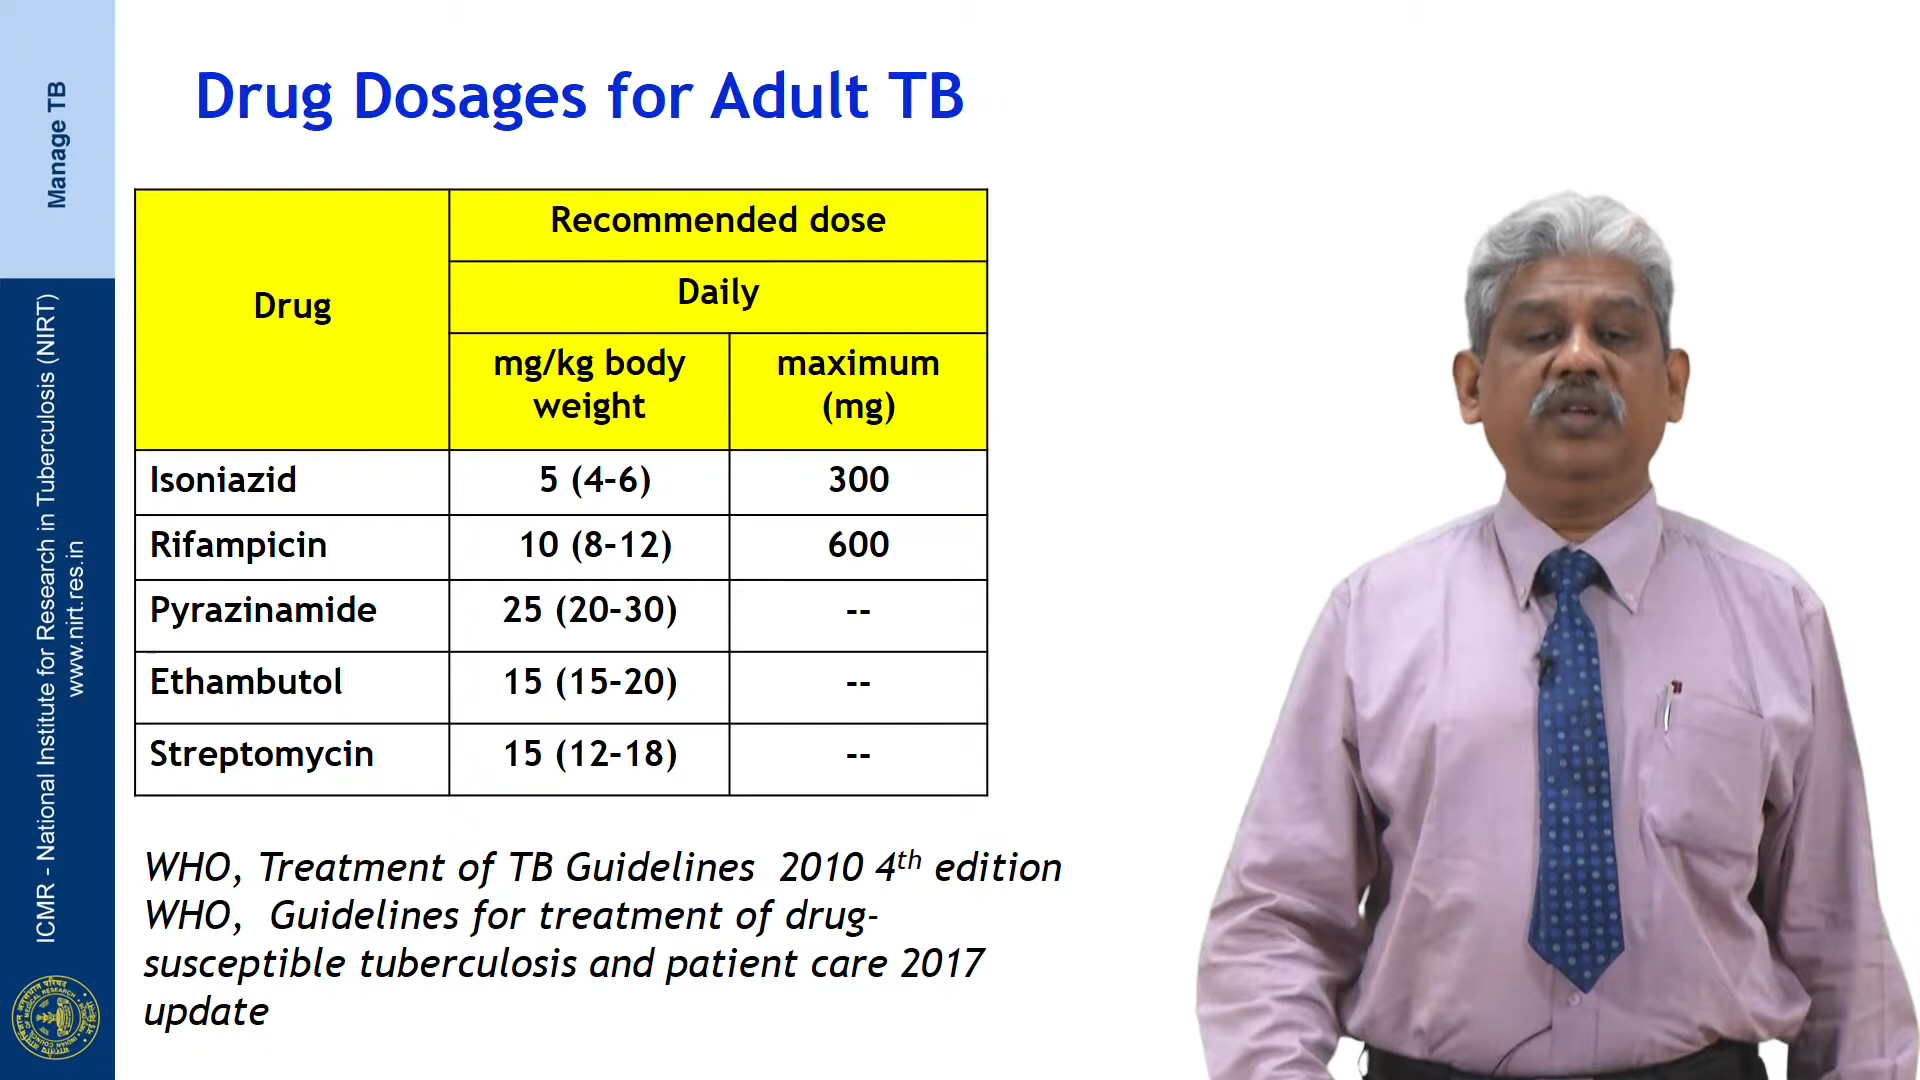 Manage TB
ICMR - National Institute for Research in Tuberculosis (NIRT)
www.nirt.res.in
Drug Dosages for Adult TB
Drug
Recommended dose
Daily
mg/kg body
weight
maximum
(mg)
Isoniazid 5 (4-6) 300
Rifampicin 10 (8-12) 600
Pyrazinamide 25 (20-30) --
Ethambutol 15 (15-20) --
Streptomycin 15 (12-18) --
WHO, Treatment of TB Guidelines 2010 4th edition
WHO, Guidelines for treatment of drug-
susceptible tuberculosis and patient care 2017
update